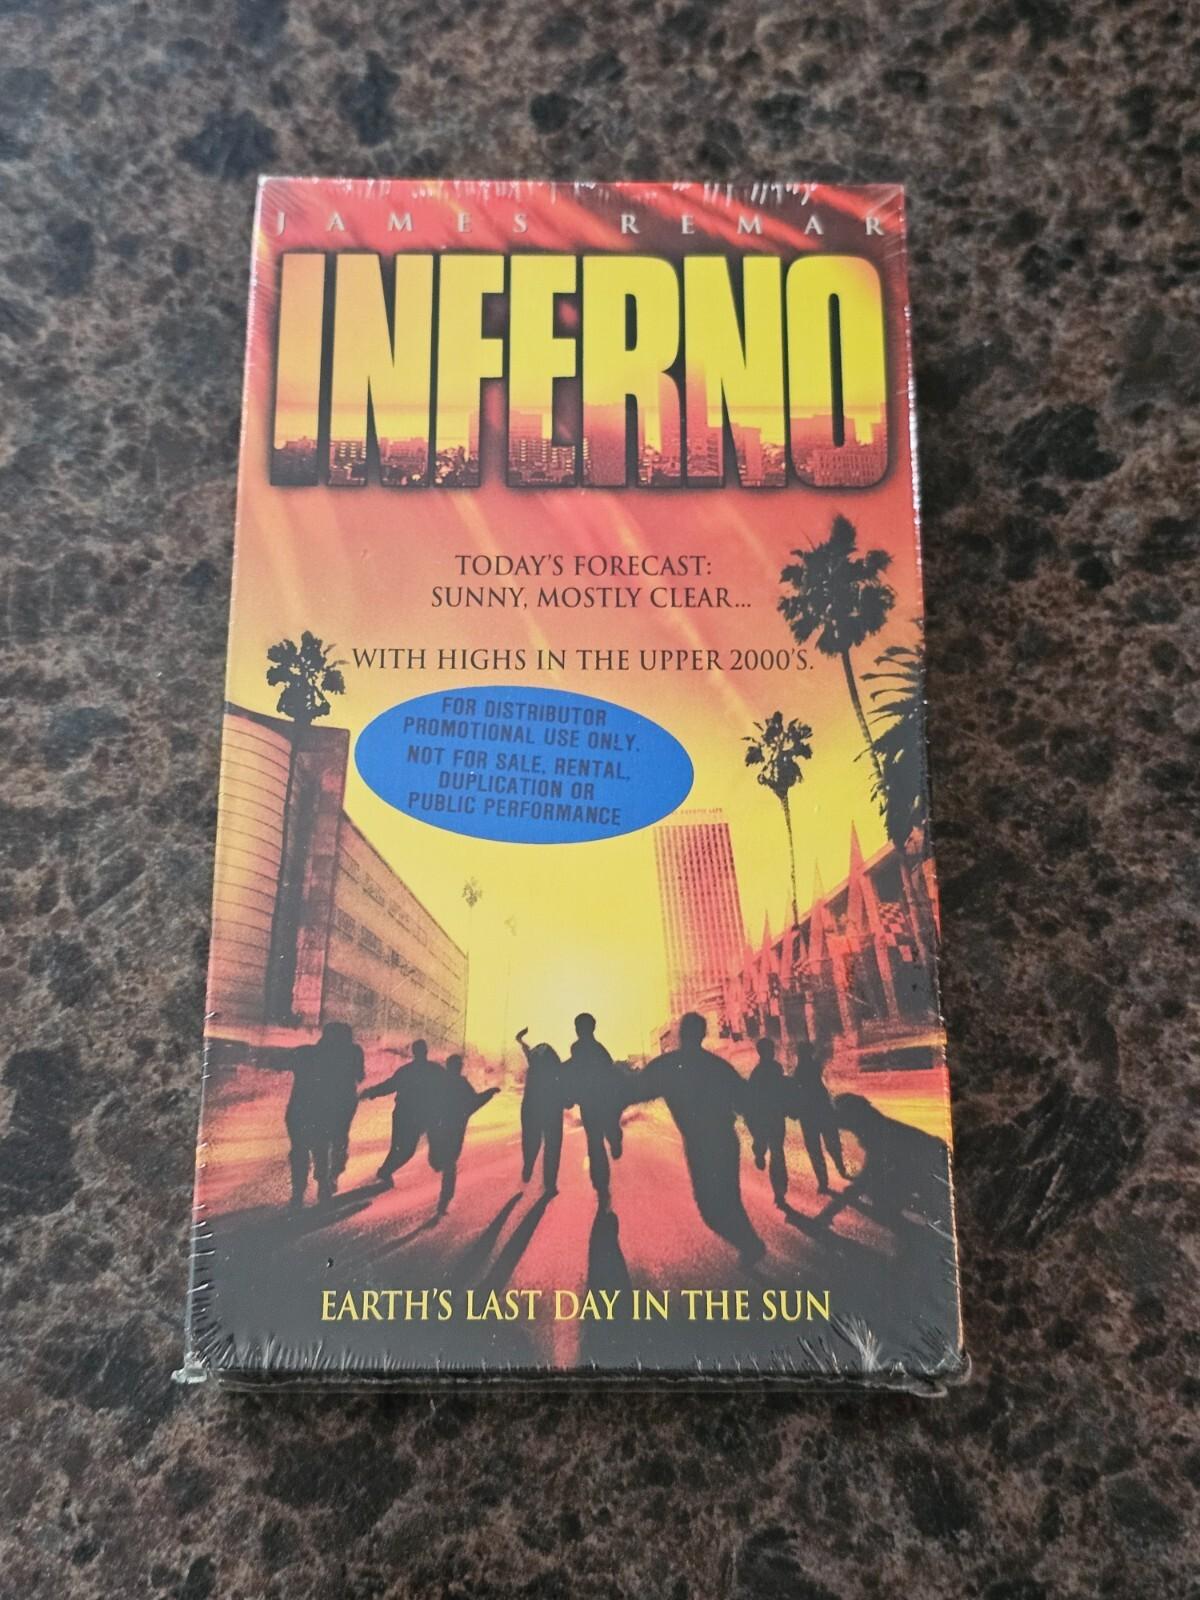 JAMES REMAR
INFERNO
TODAY'S FORECAST:
SUNNY, MOSTLY CLEAR...
WITH HIGHS IN THE UPPER 2000'S.
FOR DISTRIBUTOR
PROMOTIONAL USE ONLY.
NOT FOR SALE, RENTAL,
DUPLICATION OR
PUBLIC PERFORMANCE
EARTH'S LAST DAY IN THE SUN